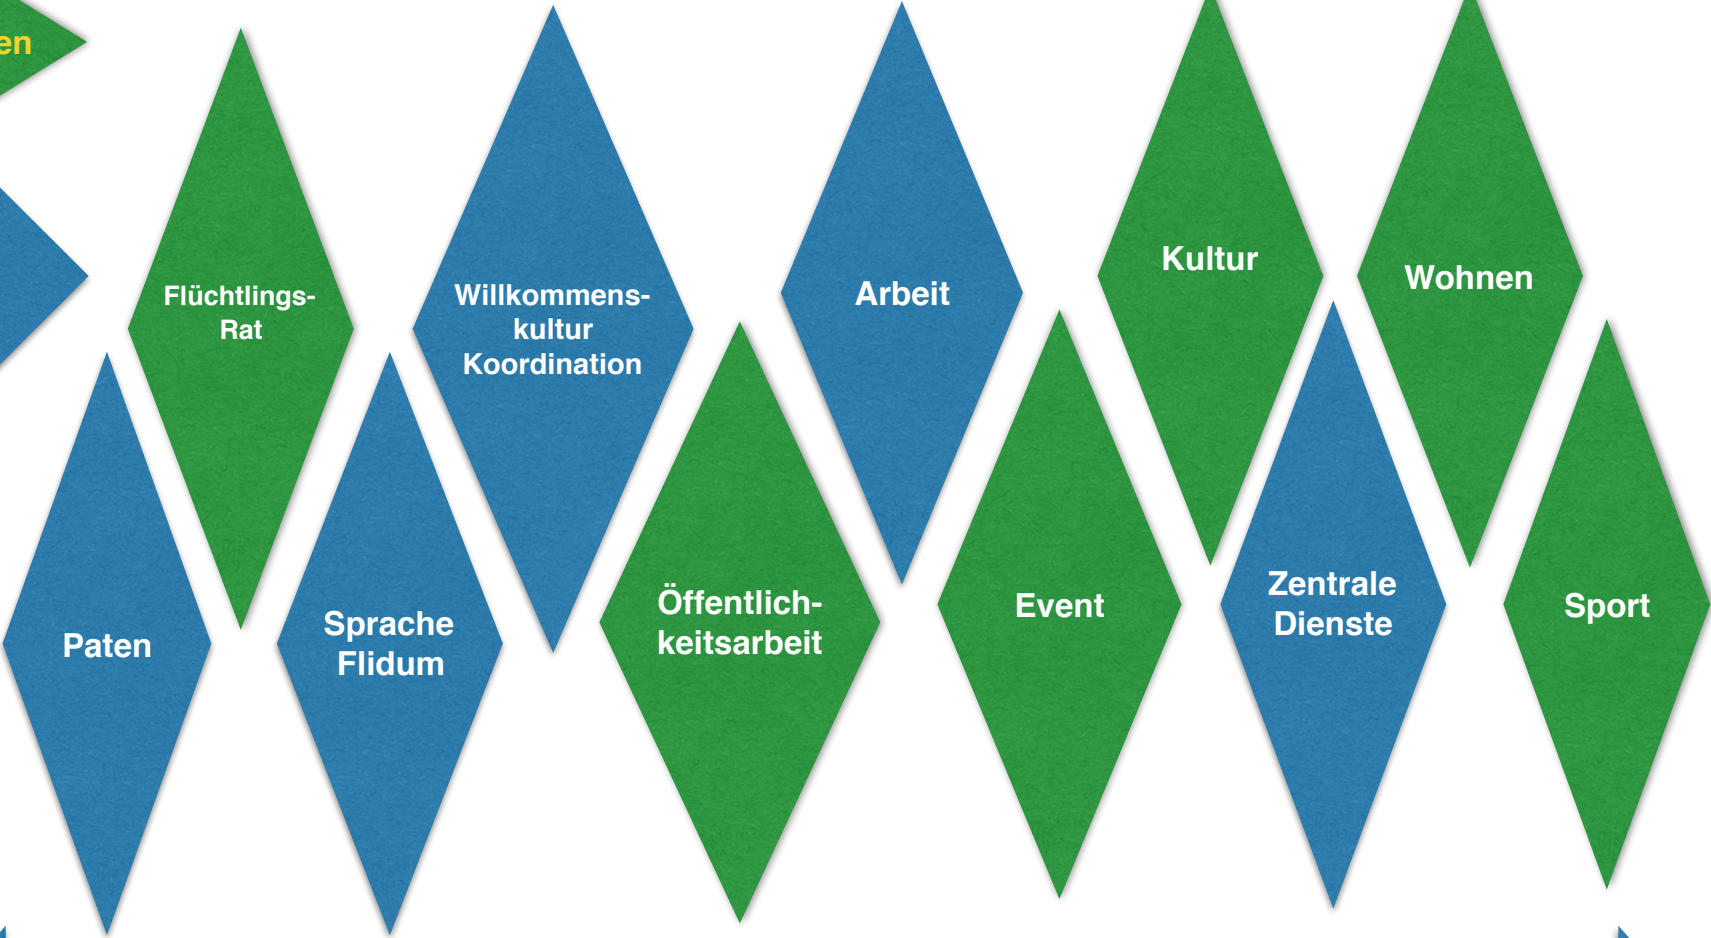 en
Flüchtlings-
Rat
Willkommens-
kultur
Koordination
Arbeit
Kultur
Wohnen
Paten
Sprache
Flidum
Öffentlich-
keitsarbeit
Event
Zentrale
Dienste
Sport